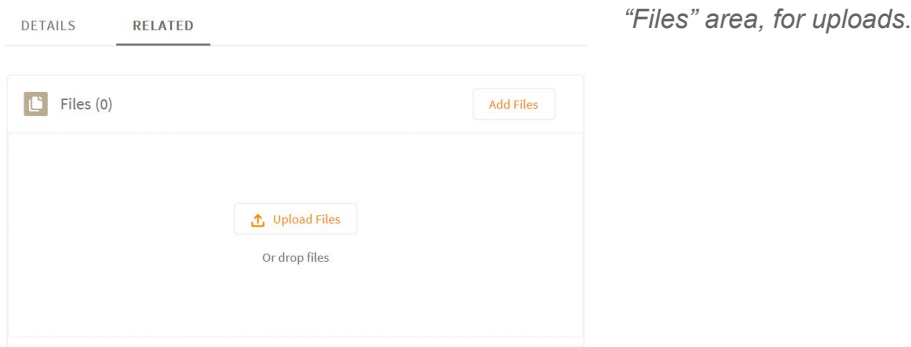 DETAILS RELATED
“Files” area, for uploads.
Files (0) Add Files
Upload Files
Or drop files